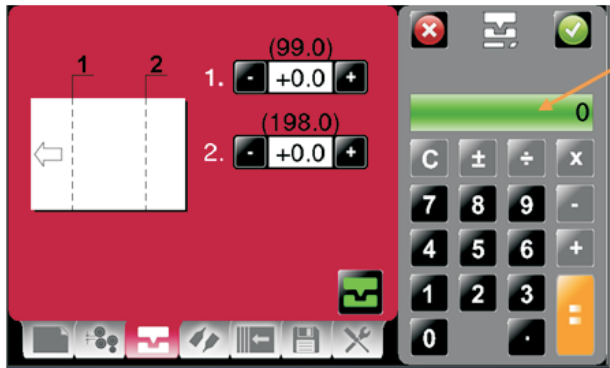 1 2
(99.0)
1. - +0.0 +
(198.0)
2. - +0.0 +
0
C ± ÷ x
7 8 9 -
4 5 6 +
1 2 3 =
0 .